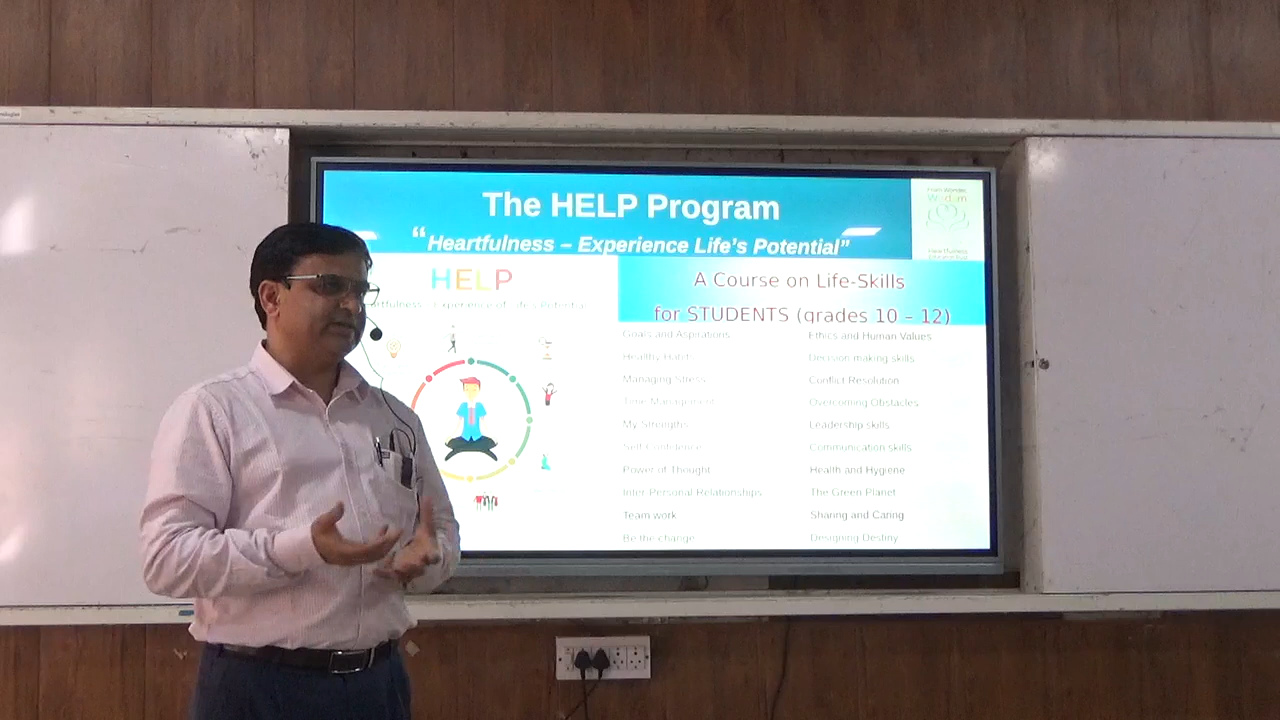 The HELP Program
“Heartfulness – Experience Life’s Potential”
From Wonder,
Wisdom
HELP
A Course on Life-Skills
for STUDENTS (grades 10 – 12)
Goals and Aspirations
Healthy Habits
Managing Stress
Time Management
My Strengths
Self Confidence
Power of Thought
Inter Personal Relationships
Team work
Be the change
Ethics and Human Values
Decision making skills
Conflict Resolution
Overcoming Obstacles
Leadership skills
Communication skills
Health and Hygiene
The Green Planet
Sharing and Caring
Designing Destiny